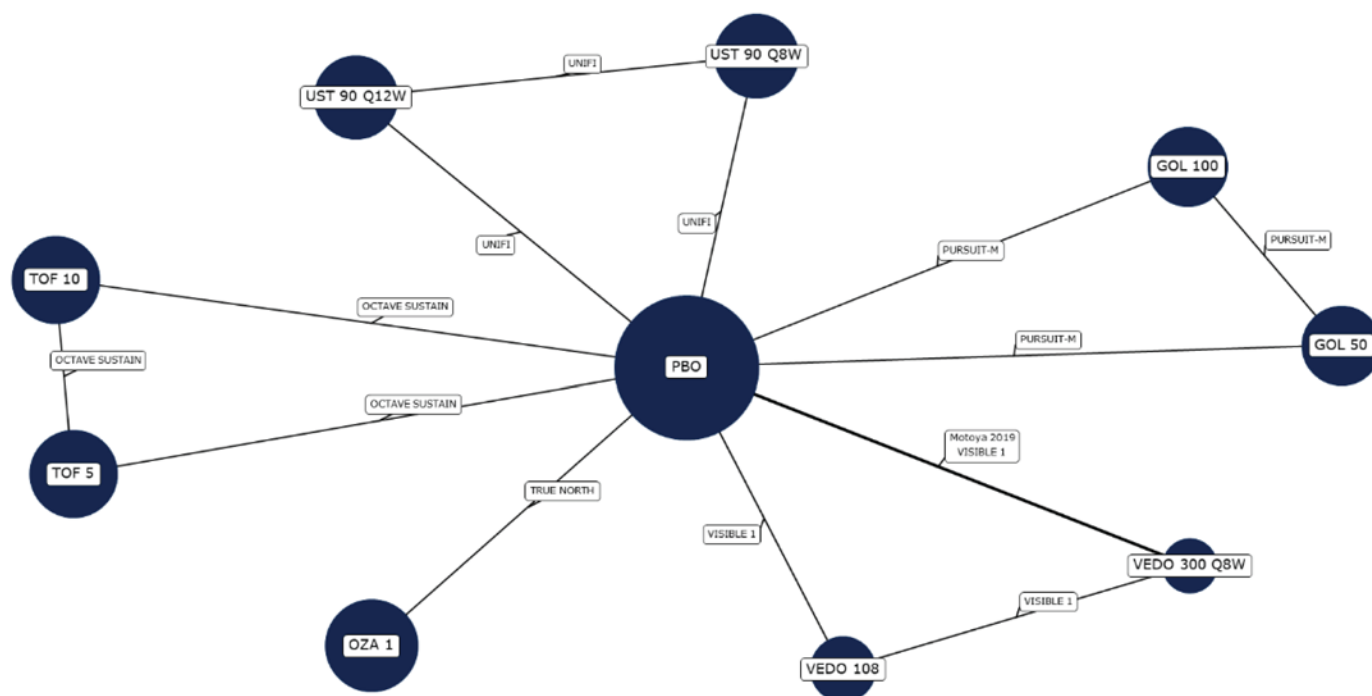 UNIFI
UST 90 Q8W
UST 90 Q12W
GOL 100
UNIFI
UNIFI
PURSUIT-M
PURSUIT-M
TOF 10
OCTAVE SUSTAIN
PURSUIT-M
GOL 50
OCTAVE SUSTAIN
PBO
OCTAVE SUSTAIN
Motoya 2019
VISIBLE 1
TOF 5
TRUE NORTH
VISIBLE 1
VEDO 300 Q8W
VISIBLE 1
OZA 1
VEDO 108